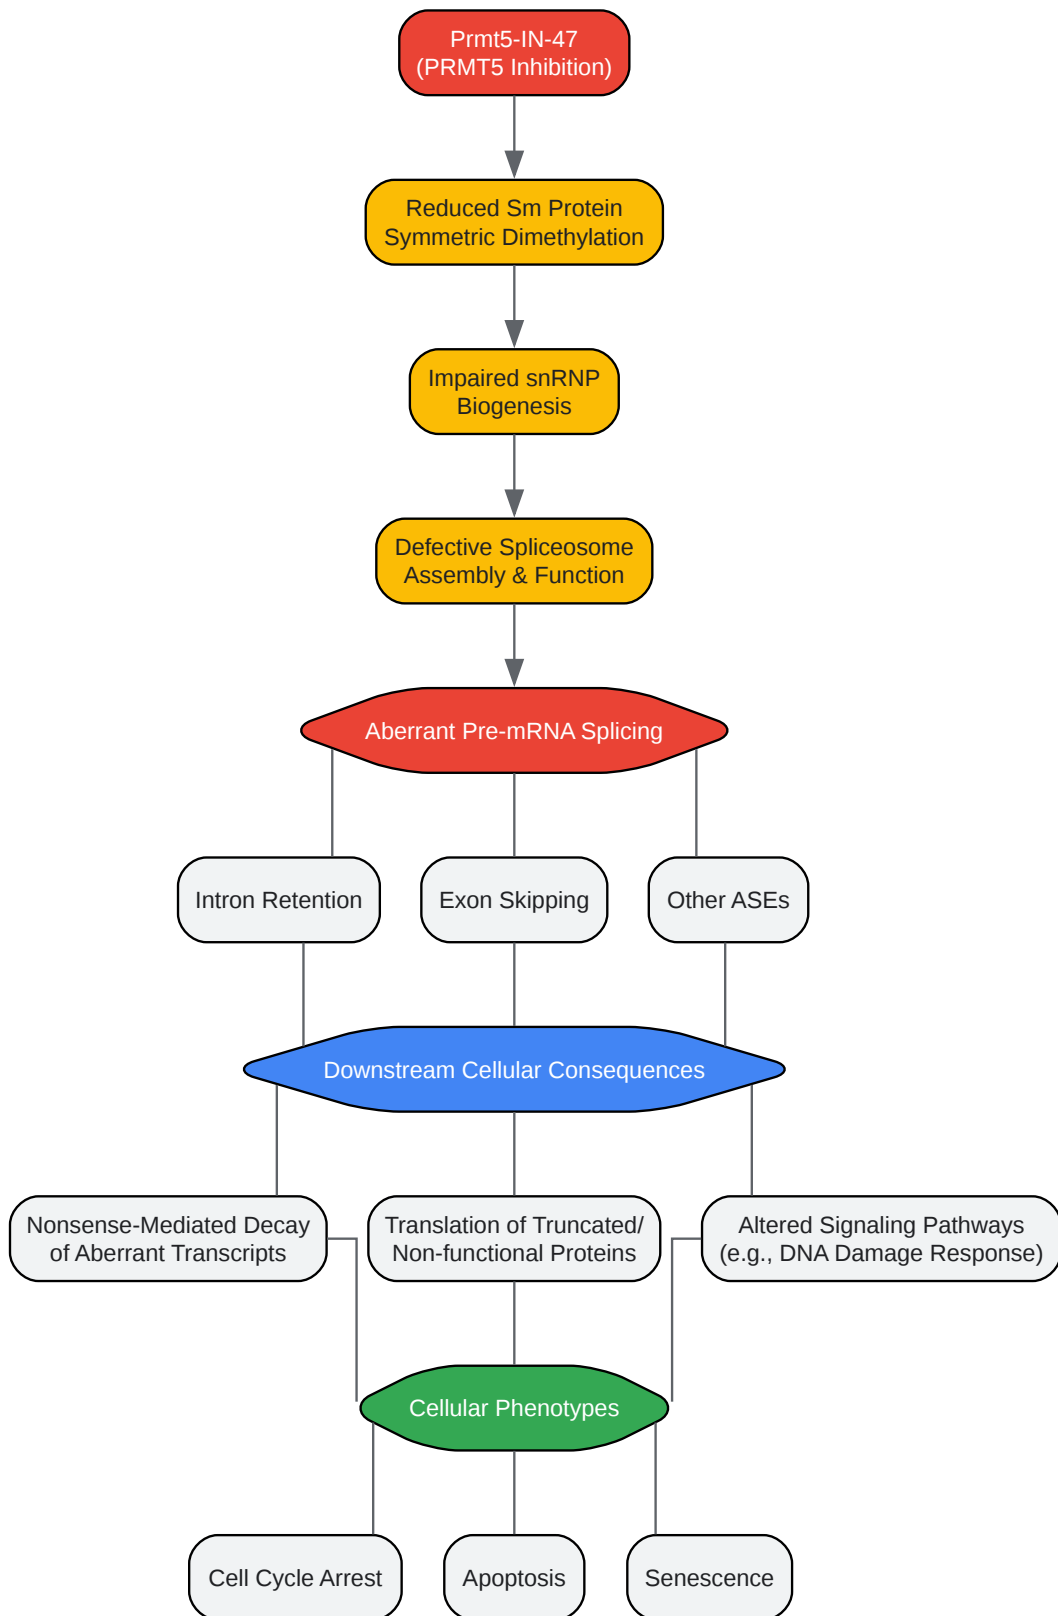 Prmt5-IN-47
(PRMT5 Inhibition)
Reduced Sm Protein
Symmetric Dimethylation
Impaired snRNP
Biogenesis
Defective Spliceosome
Assembly & Function
Aberrant Pre-mRNA Splicing
Intron Retention
Exon Skipping
Other ASEs
Downstream Cellular Consequences
Nonsense-Mediated Decay
of Aberrant Transcripts
Translation of Truncated/
Non-functional Proteins
Altered Signaling Pathways
(e.g., DNA Damage Response)
Cellular Phenotypes
Cell Cycle Arrest
Apoptosis
Senescence